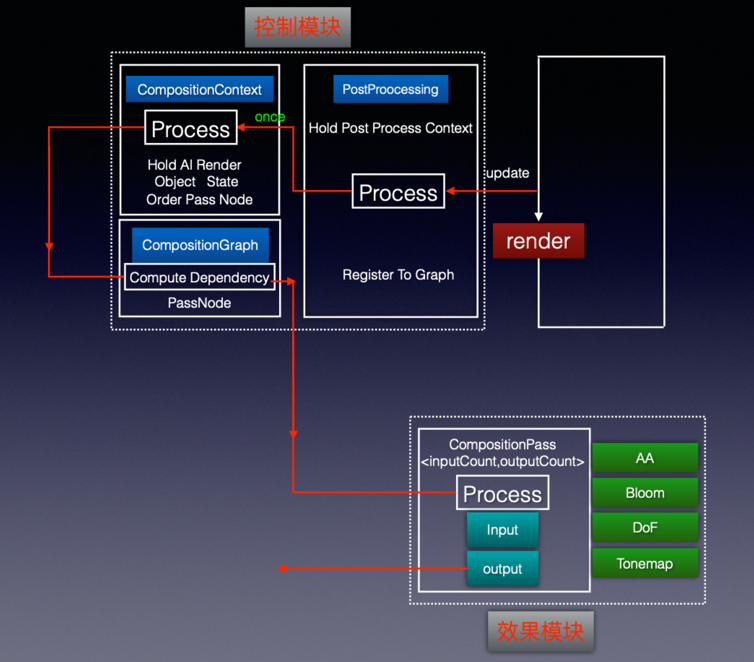 控制模块
CompositionContext
Process
once
Hold Al Render
Object State
Order Pass Node
CompositionGraph
Compute Dependency
PassNode
PostProocessing
Hold Post Process Context
Process
Register To Graph
update
render
CompositionPass
<inputCount,outputCount>
Process
Input
output
AA
Bloom
DoF
Tonemap
效果模块